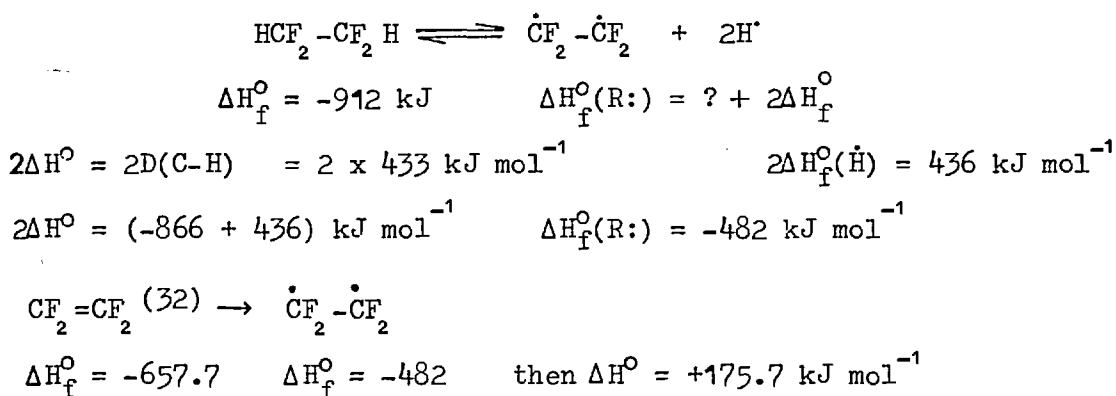 HCF₂-CF₂H ⇌ ĊF₂-ĊF₂ + 2H˙
ΔH°f = -912 kJ ΔH°f(R:) = ? + 2ΔH°f
2ΔH° = 2D(C-H) = 2 x 433 kJ mol⁻¹ 2ΔH°f(Ḣ) = 436 kJ mol⁻¹
2ΔH° = (-866 + 436) kJ mol⁻¹ ΔH°f(R:) = -482 kJ mol⁻¹
CF₂=CF₂ (32) → ĊF₂-ĊF₂
ΔH°f = -657.7 ΔH°f = -482 then ΔH° = +175.7 kJ mol⁻¹